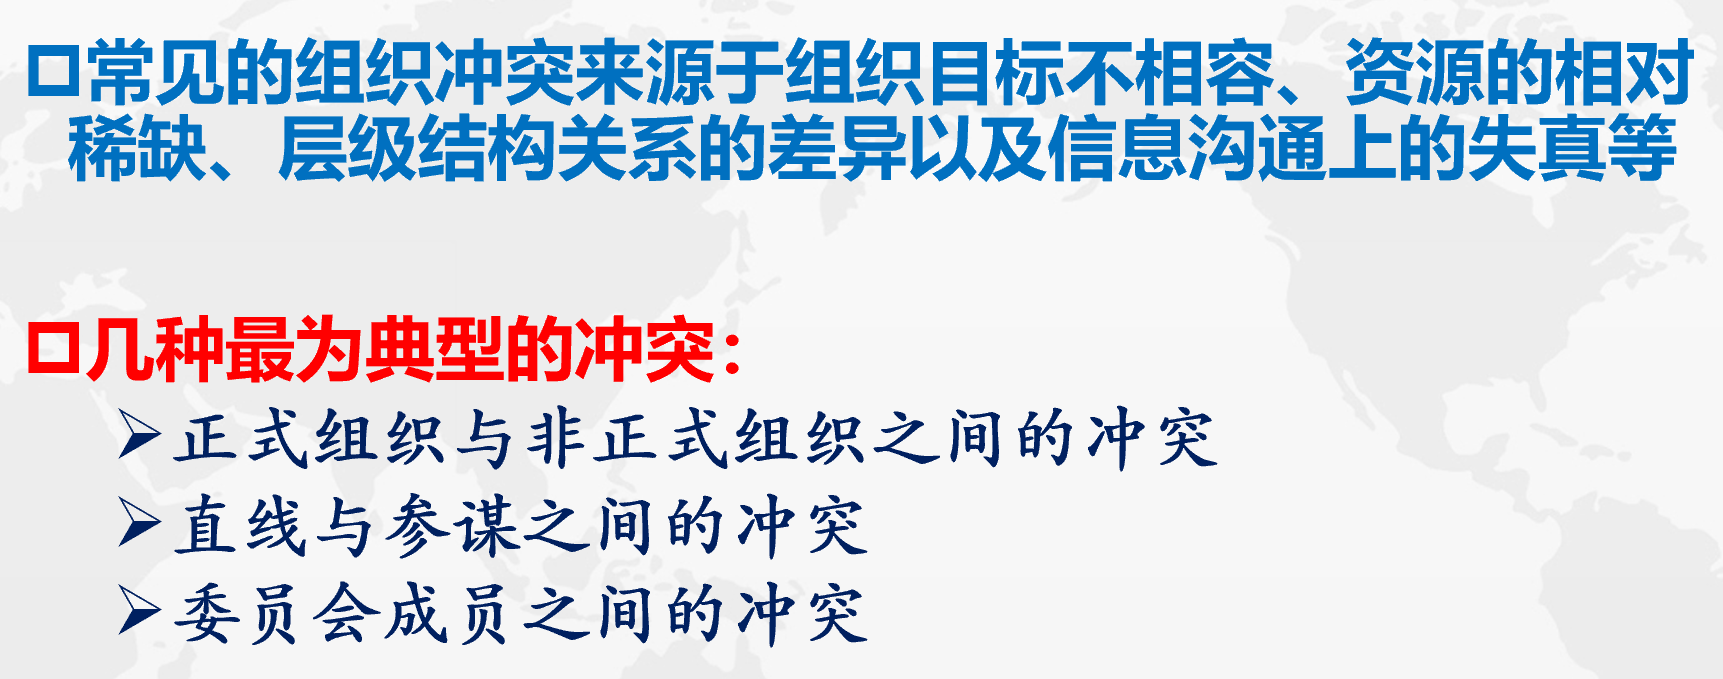 常见的组织冲突来源于组织目标不相容、资源的相对
稀缺、层级结构关系的差异以及信息沟通上的失真等
几种最为典型的冲突：
正式组织与非正式组织之间的冲突
直线与参谋之间的冲突
委员会成员之间的冲突